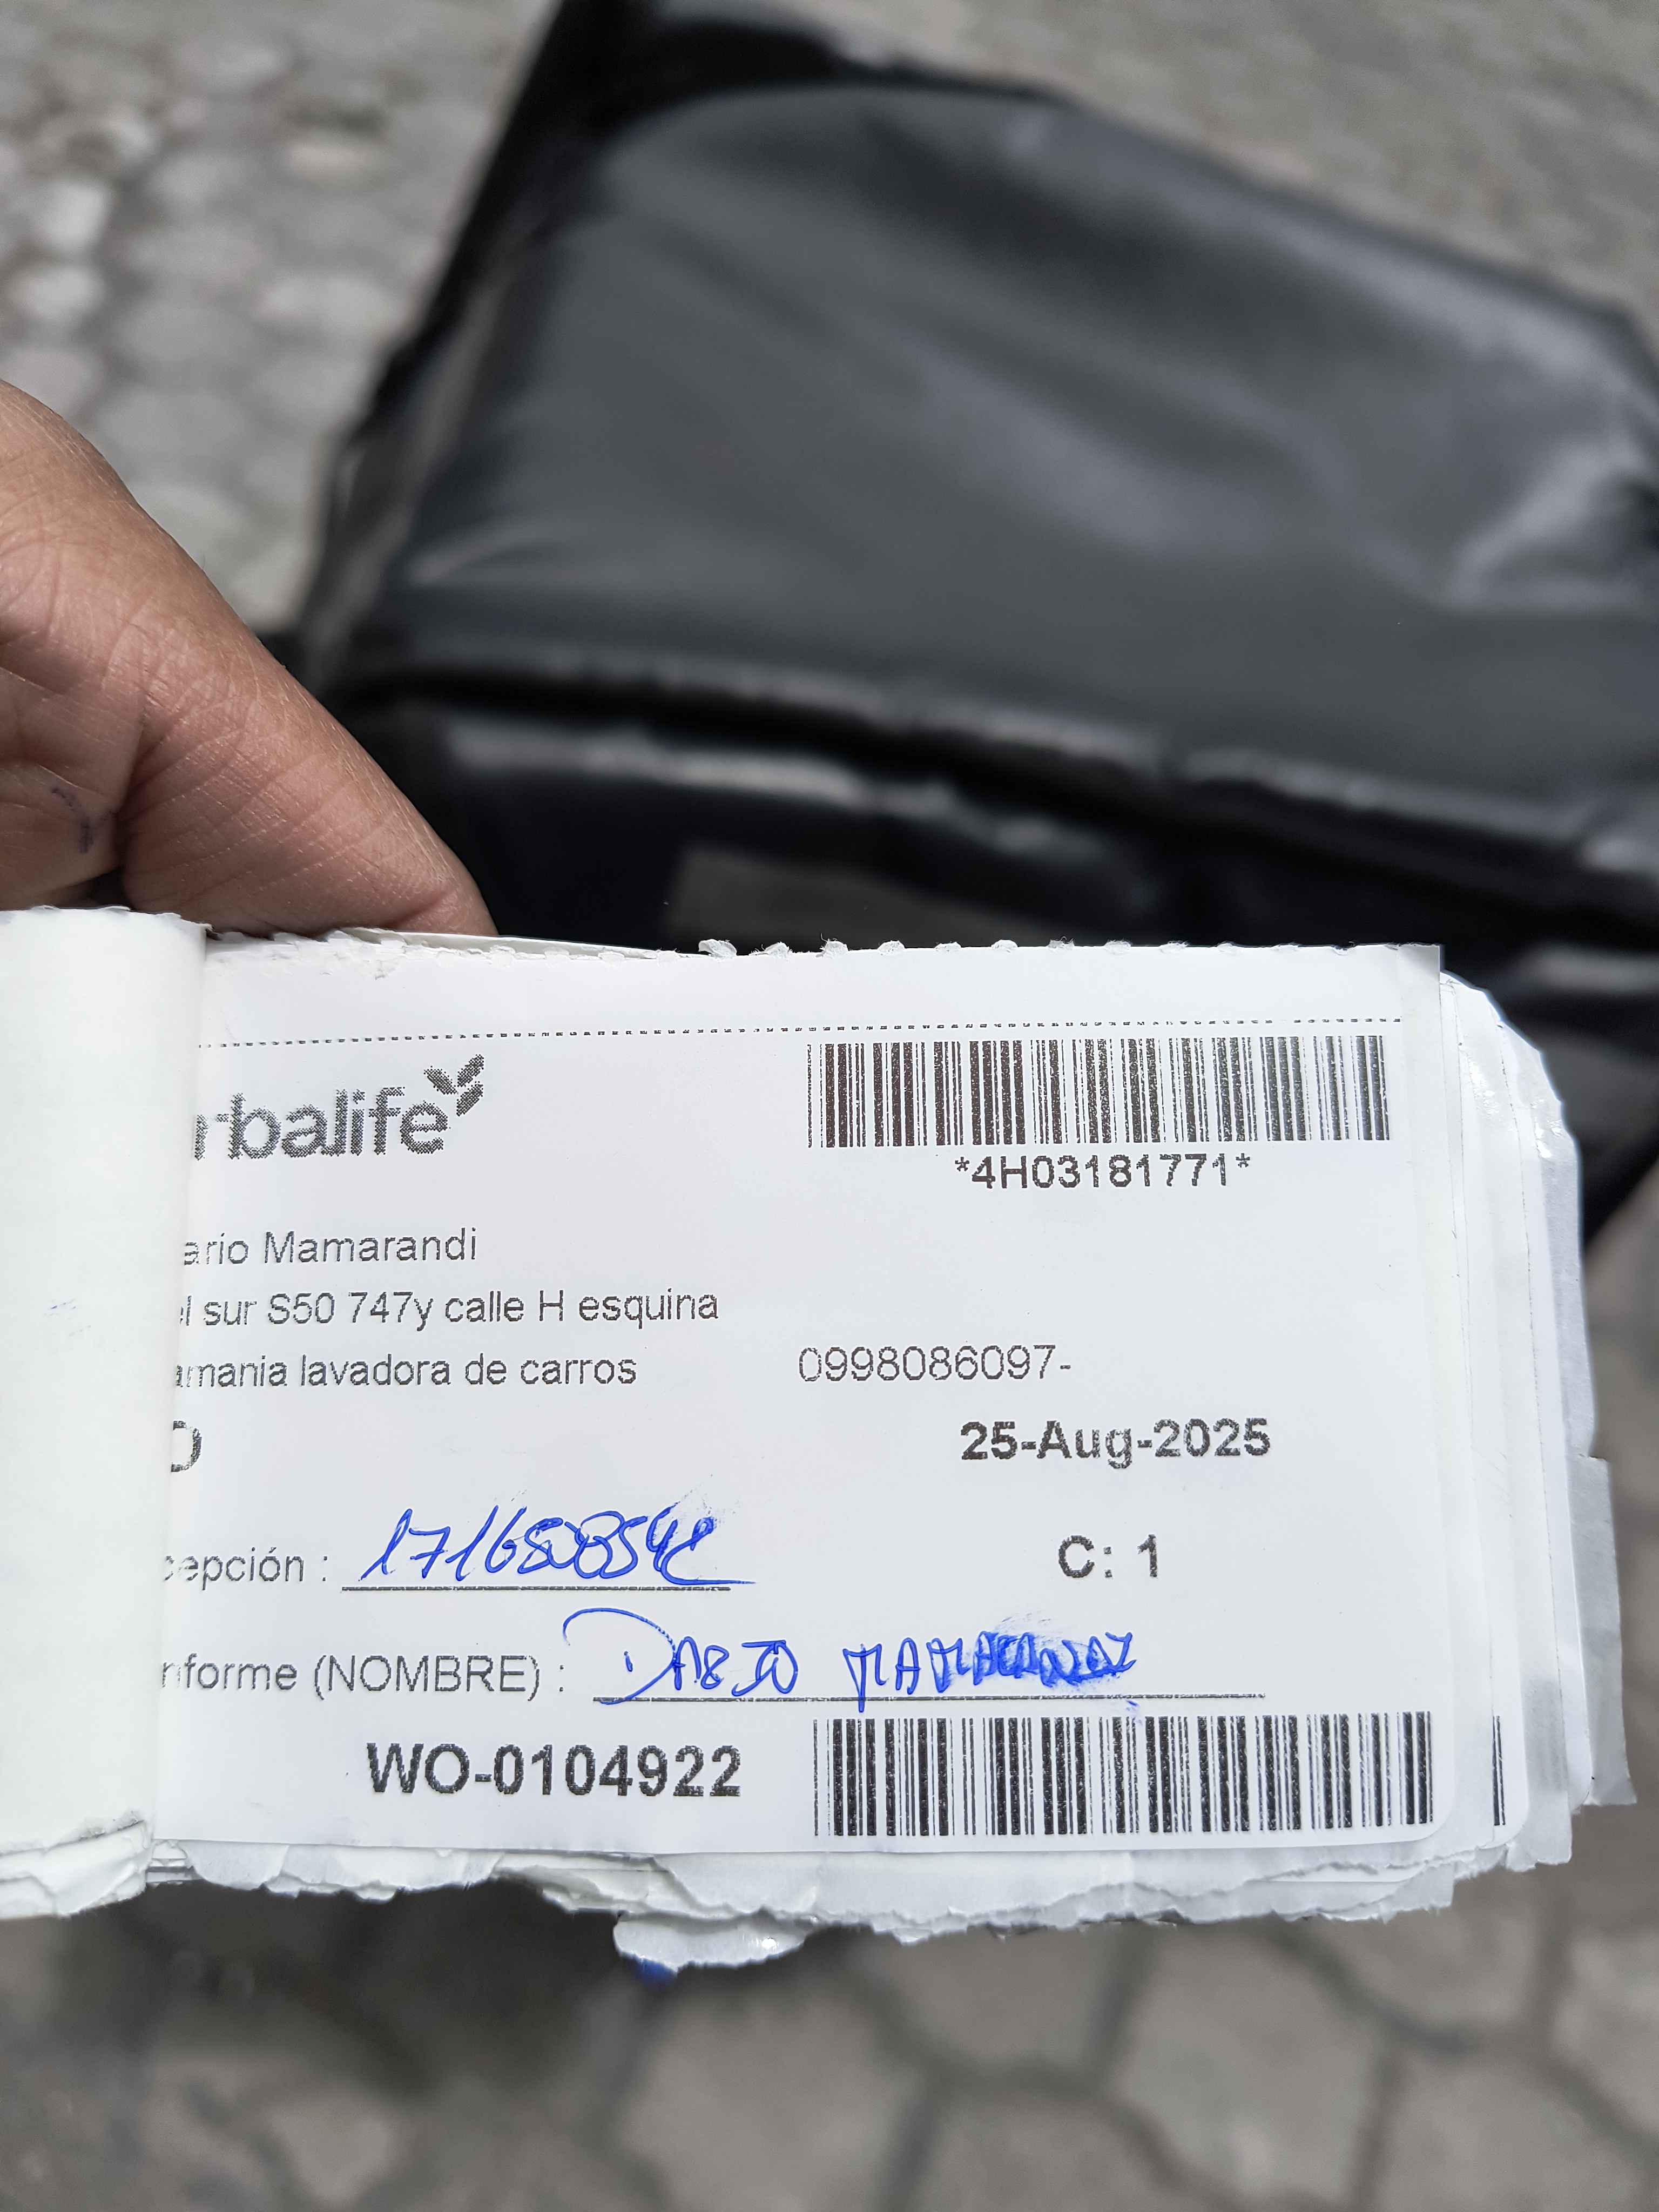 rbalife
*4H03181771*
ario Mamarandi
l sur S50 747y calle H esquina
amania lavadora de carros 0998086097-
O 25-Aug-2025
cepción : C: 1
nforme (NOMBRE) : DARIO
WO-0104922